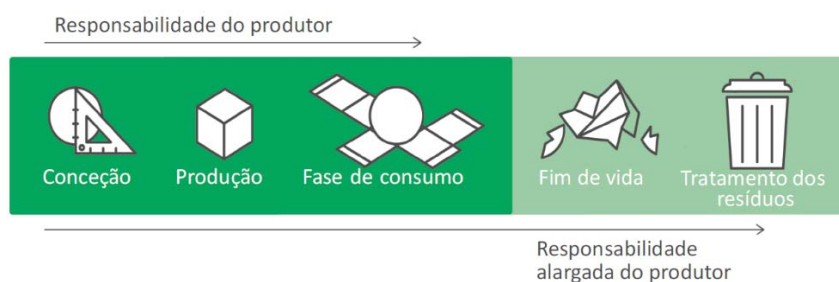 Responsabilidade do produtor
Conceção
Produção
Fase de consumo
Fim de vida
Tratamento dos
resíduos
Responsabilidade
alargada do produtor